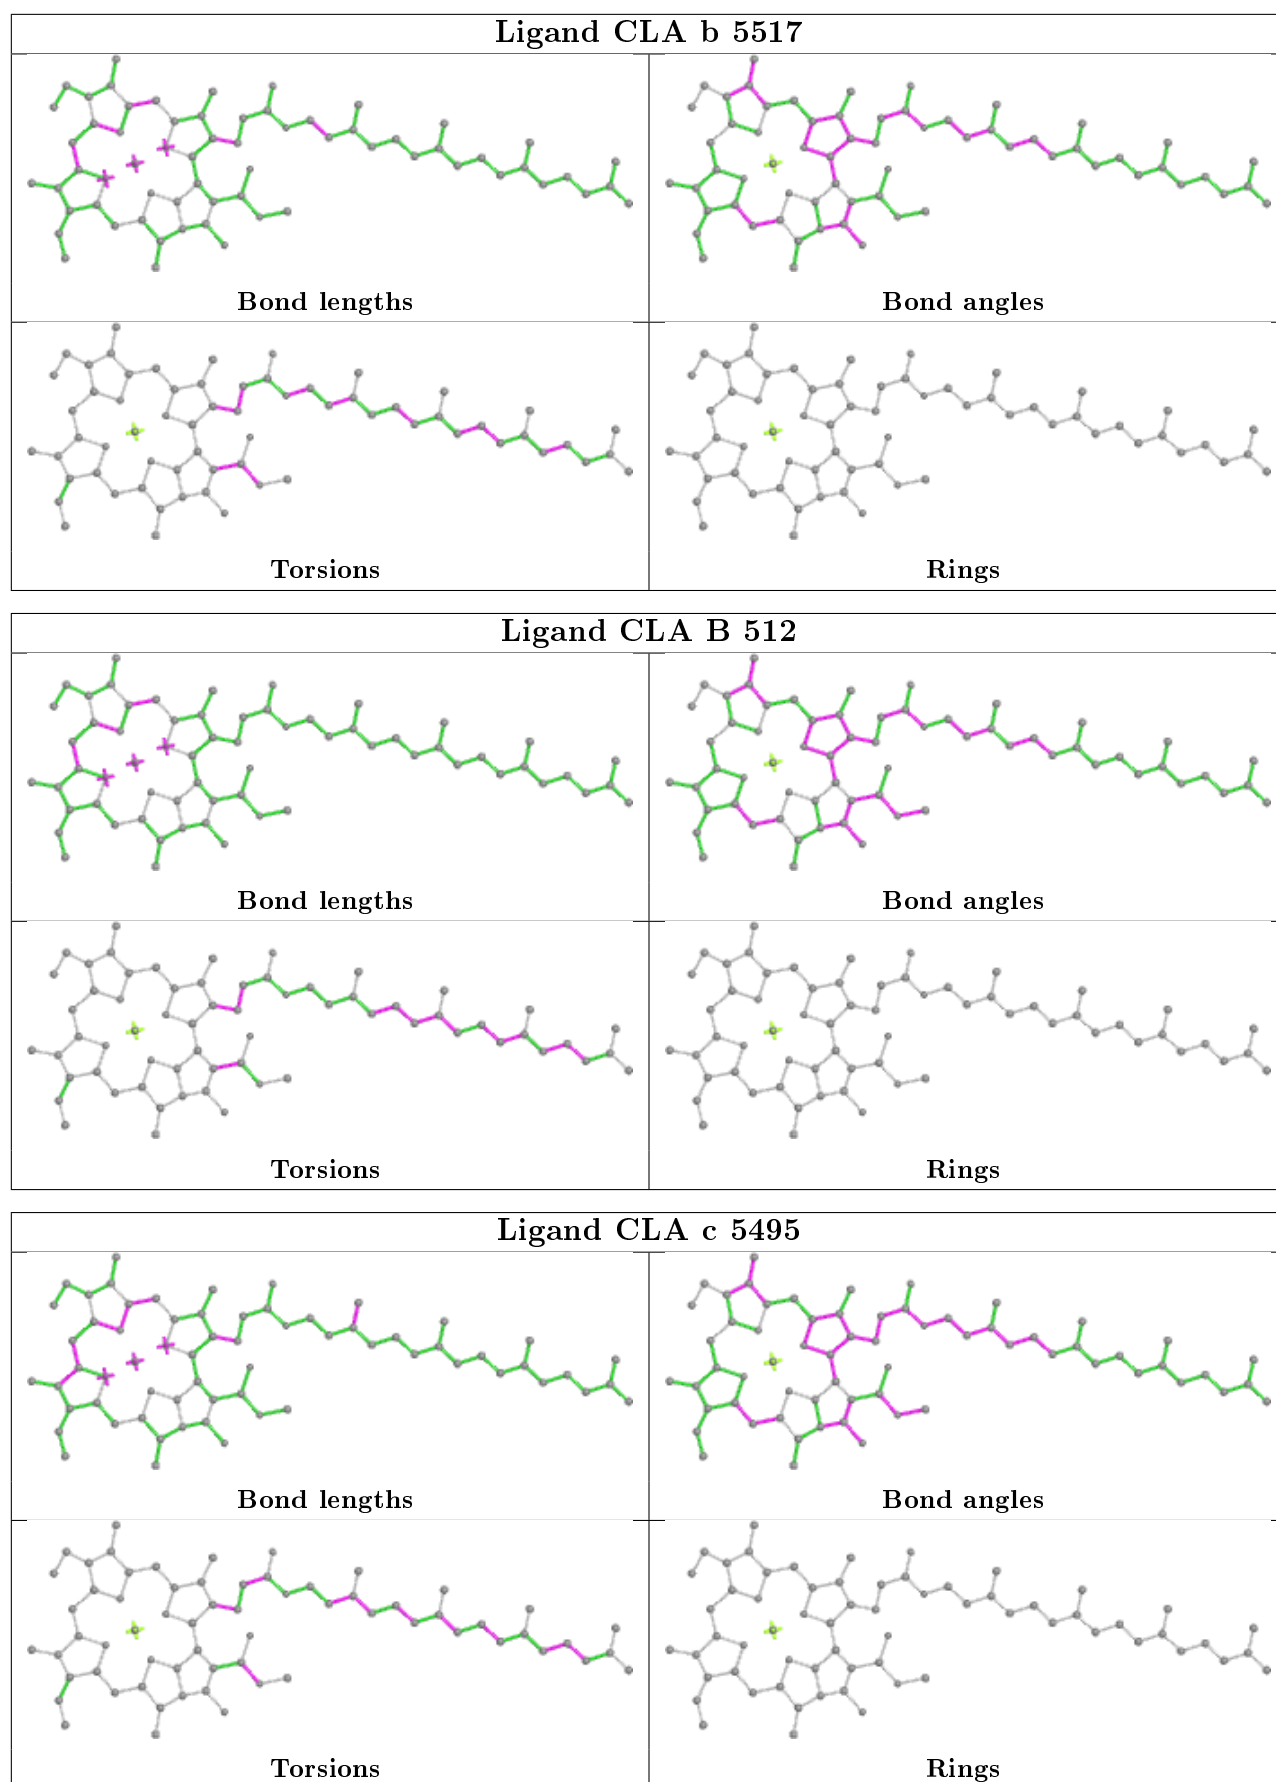 Ligand CLA b 5517
Bond lengths
Bond angles
Torsions
Rings
Ligand CLA B 512
Bond lengths
Bond angles
Torsions
Rings
Ligand CLA c 5495
Bond lengths
Bond angles
Torsions
Rings